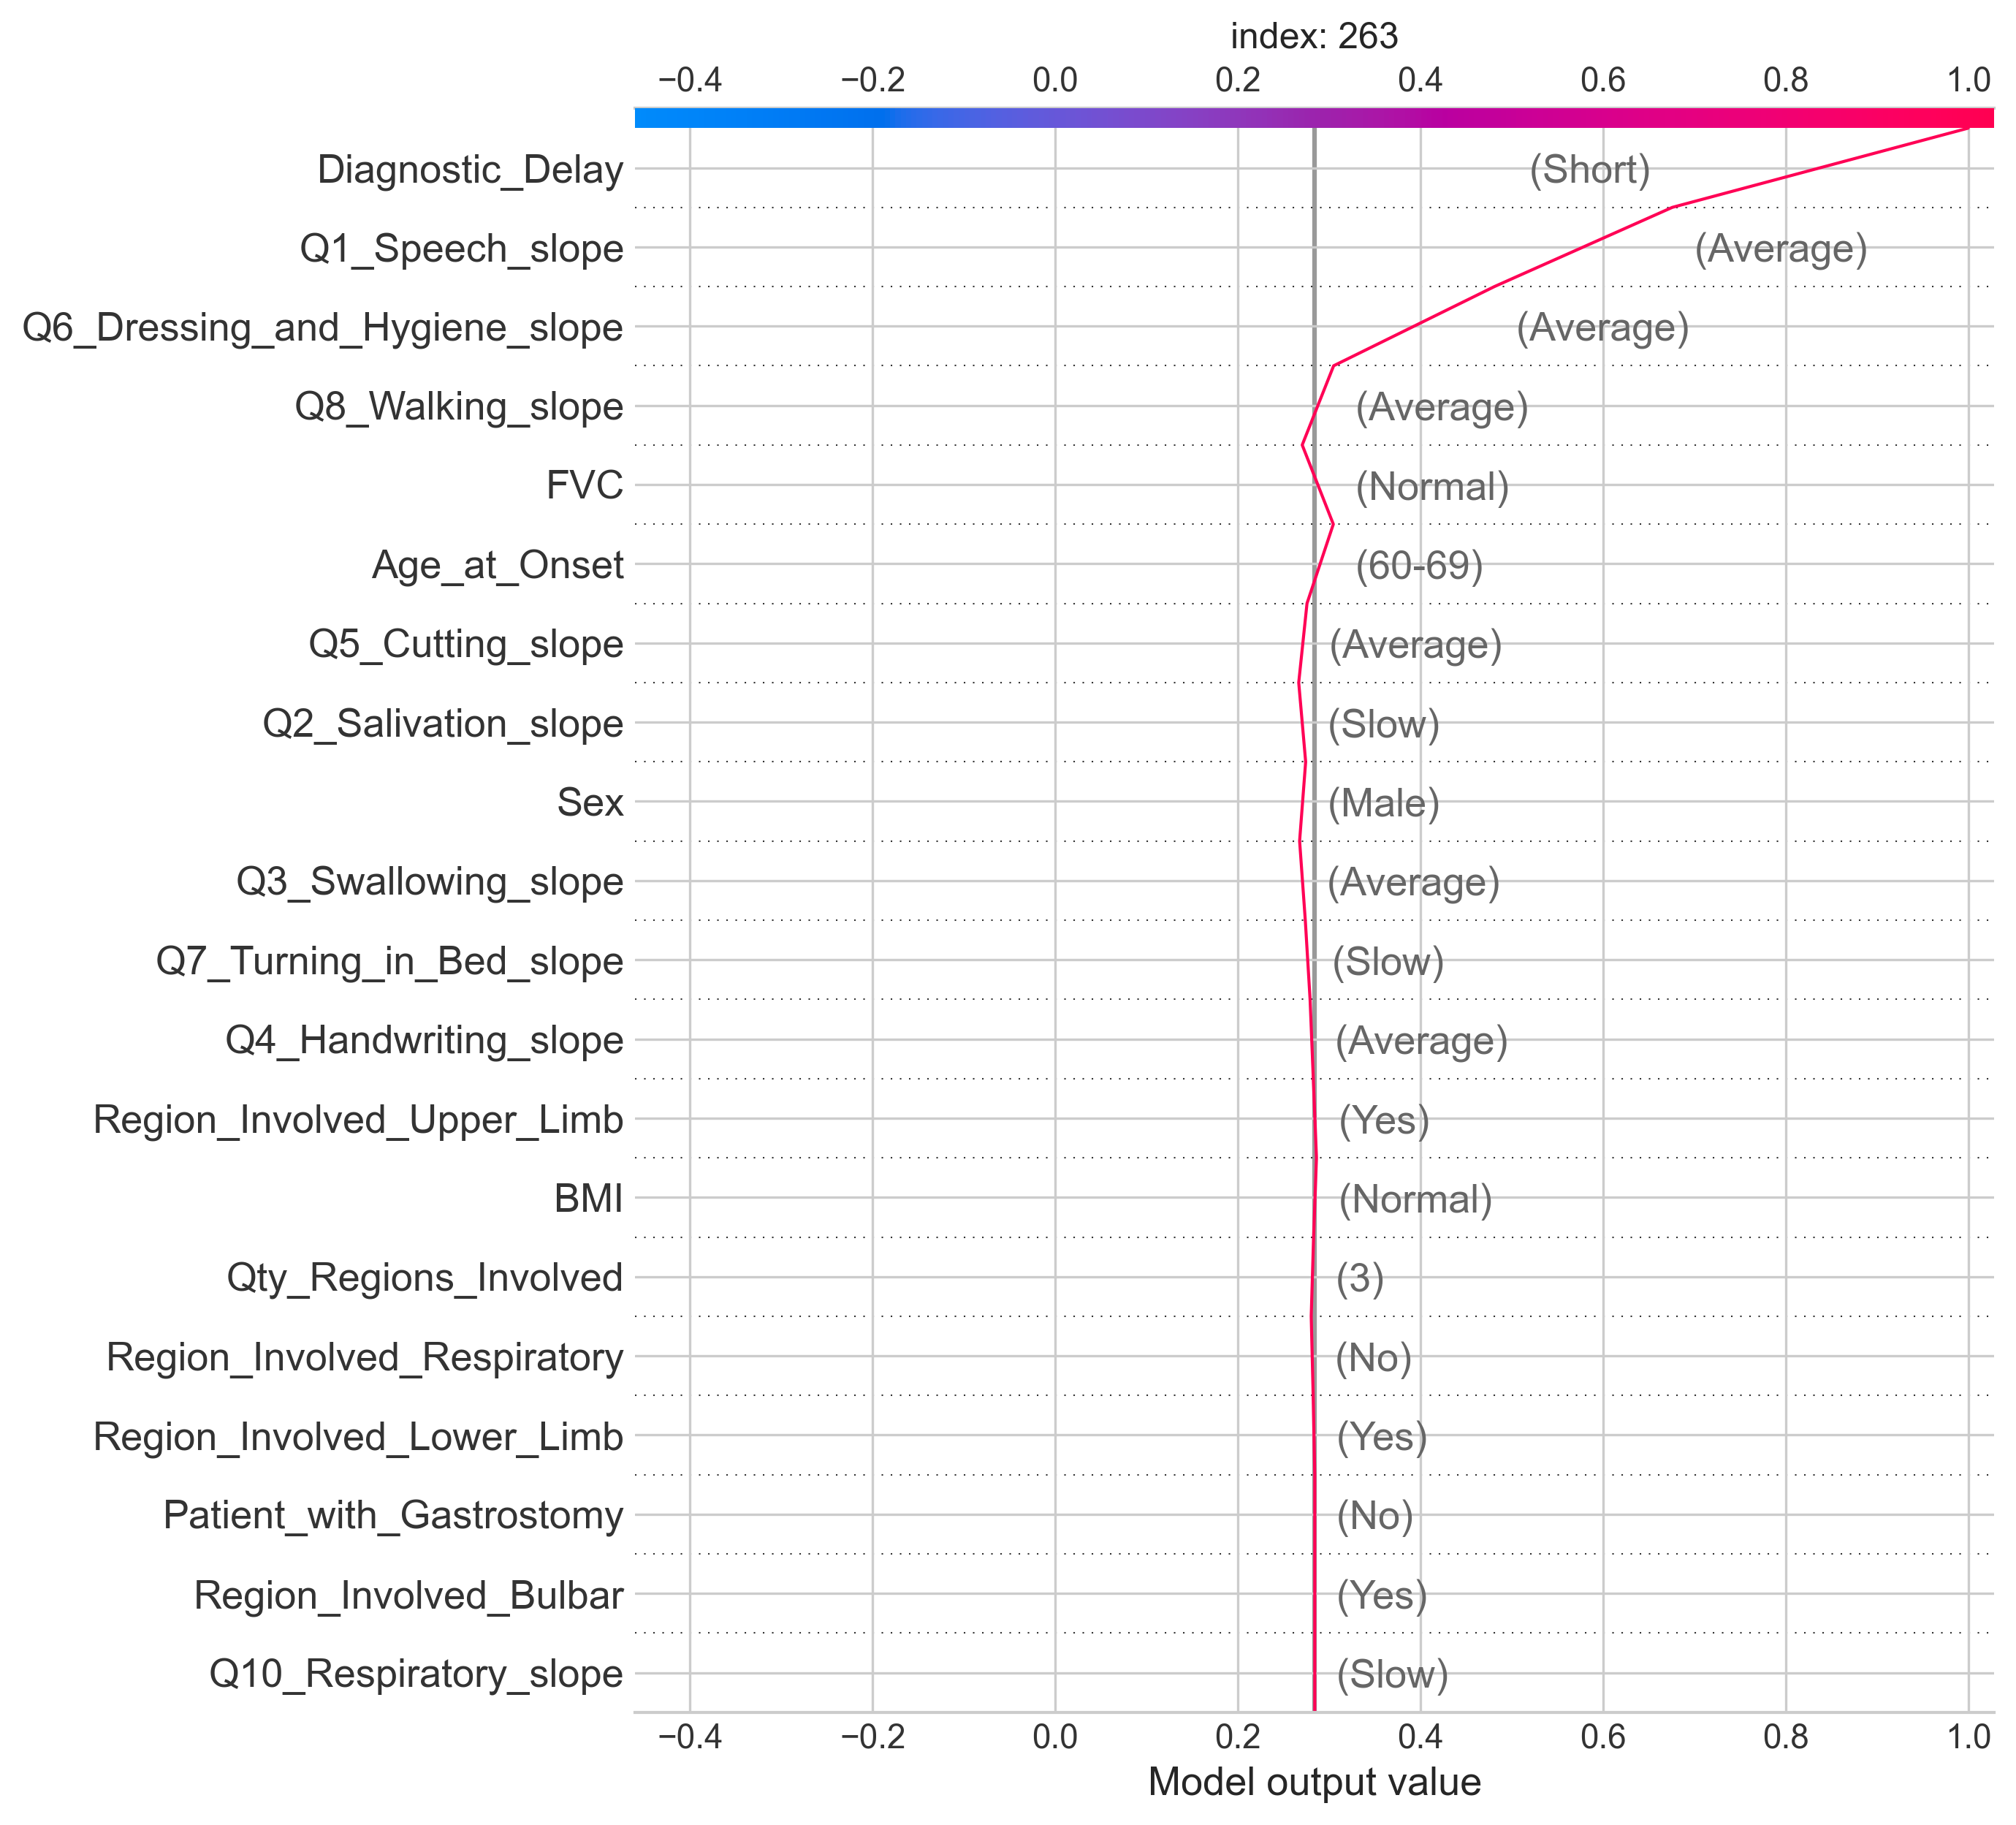 index: 263
−0.4 −0.2 0.0 0.2 0.4 0.6 0.8 1.0
Diagnostic_Delay (Short)
Q1_Speech_slope (Average)
Q6_Dressing_and_Hygiene_slope (Average)
Q8_Walking_slope (Average)
FVC (Normal)
Age_at_Onset (60-69)
Q5_Cutting_slope (Average)
Q2_Salivation_slope (Slow)
Sex (Male)
Q3_Swallowing_slope (Average)
Q7_Turning_in_Bed_slope (Slow)
Q4_Handwriting_slope (Average)
Region_Involved_Upper_Limb (Yes)
BMI (Normal)
Qty_Regions_Involved (3)
Region_Involved_Respiratory (No)
Region_Involved_Lower_Limb (Yes)
Patient_with_Gastrostomy (No)
Region_Involved_Bulbar (Yes)
Q10_Respiratory_slope (Slow)
−0.4 −0.2 0.0 0.2 0.4 0.6 0.8 1.0
Model output value